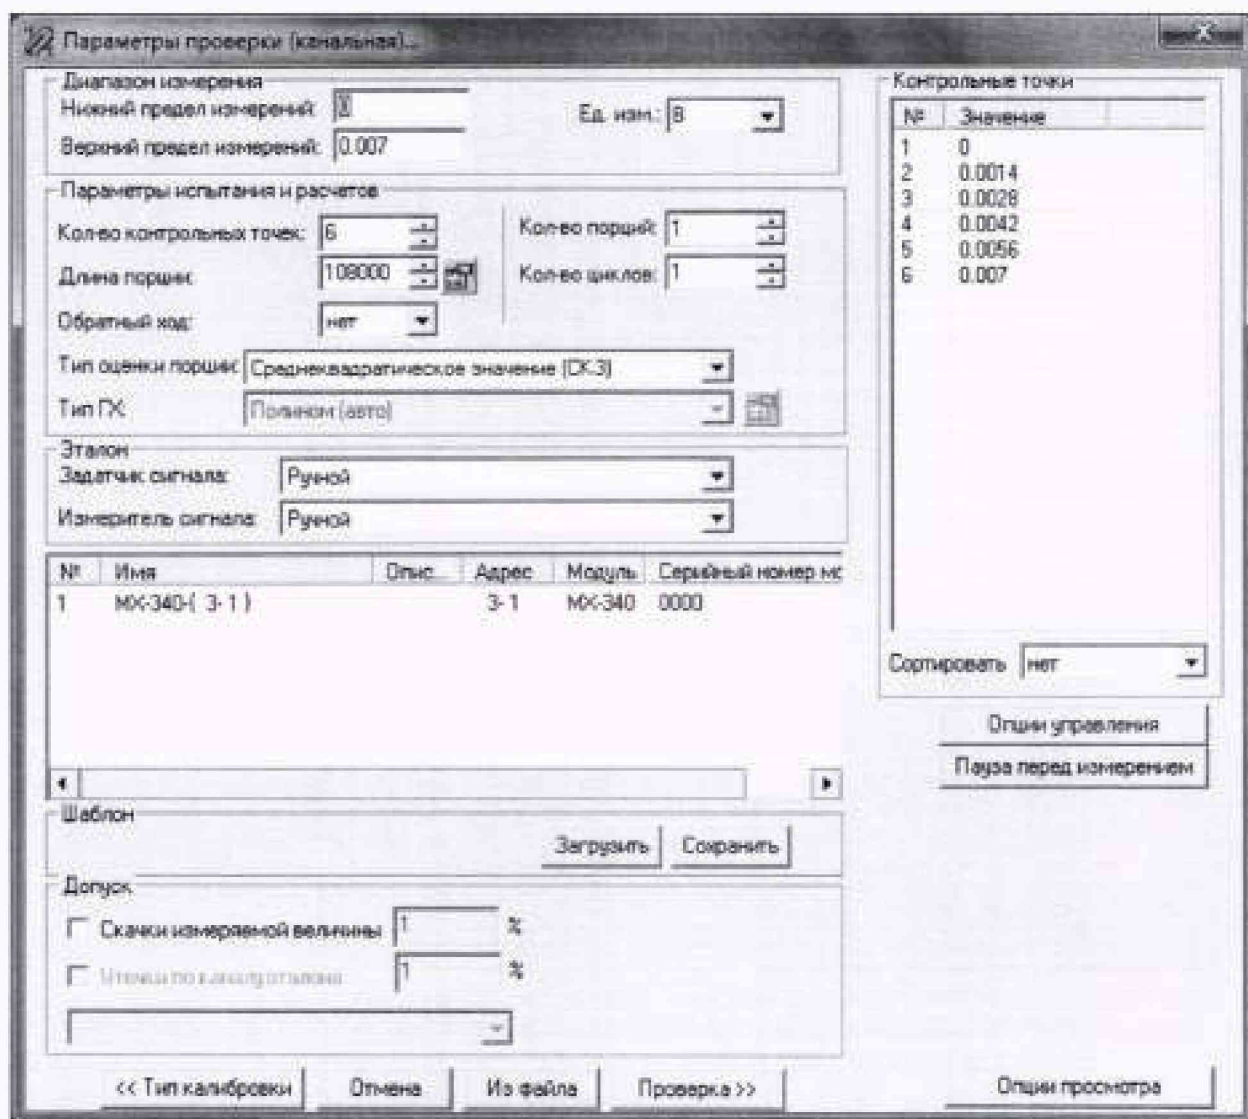 Параметры проверки (канальная)...
Диапазон измерения
Нижний предел измерений: 0
Ед. изм.: В
Верхний предел измерений: 0.007
Параметры испытания и расчетов
Кол-во контрольных точек: 6
Кол-во порций: 1
Длина порции: 108000
Кол-во циклов: 1
Обратный ход: нет
Тип оценки порции: Среднеквадратическое значение (СКЗ)
Тип ГХ: Полином (авто)
Эталон
Задатчик сигнала: Ручной
Измеритель сигнала: Ручной
№ Имя Опис... Адрес Модуль Серийный номер мо
1 МХ-340-( 3- 1 ) 3- 1 МХ-340 0000
Шаблон
Загрузить Сохранить
Допуск
Скачки измеряемой величины 1 %
Утечки по каналу эталона 1 %
<< Тип калибровки Отмена Из файла Проверка >>
Контрольные точки
№ Значение
1 0
2 0.0014
3 0.0028
4 0.0042
5 0.0056
6 0.007
Сортировать нет
Опции управления
Пауза перед измерением
Опции просмотра